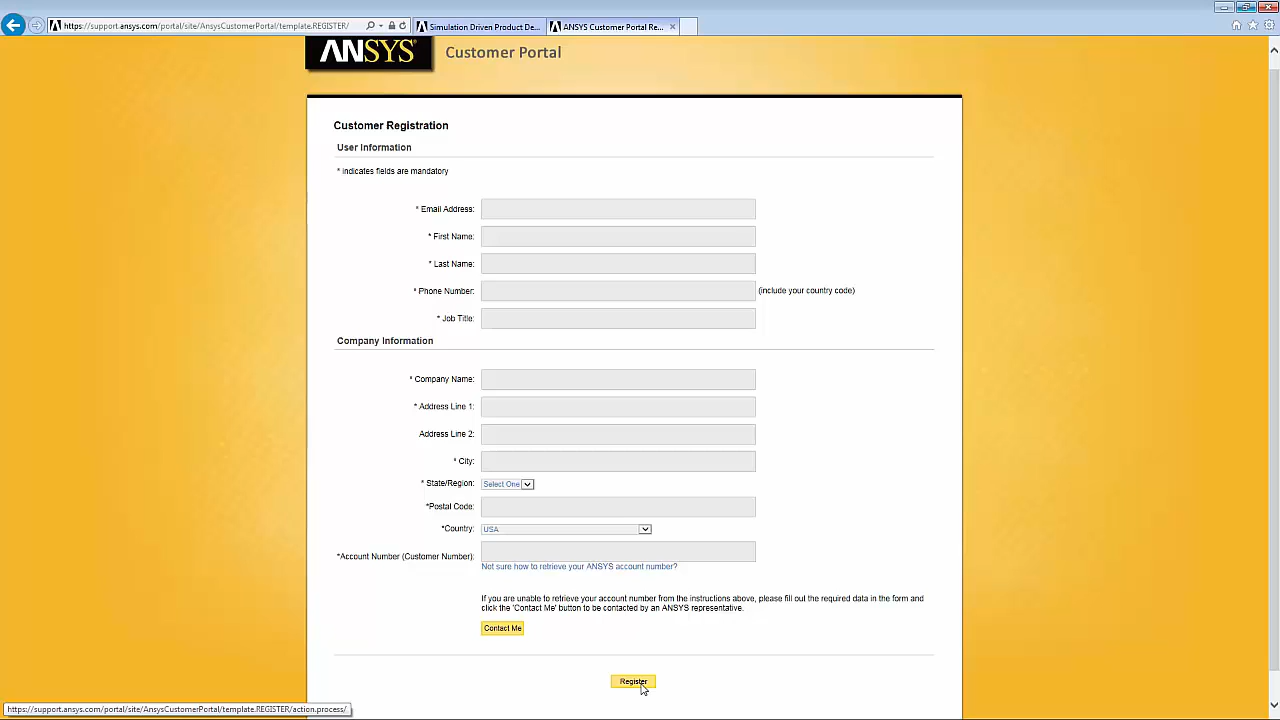 https://support.ansys.com/portal/site/AnsysCustomerPortal/template.REGISTER/
Simulation Driven Product De...
ANSYS Customer Portal Re...
ANSYS
Customer Portal
Customer Registration
User Information
* Indicates fields are mandatory
* Email Address:
* First Name:
* Last Name:
* Phone Number:
(include your country code)
* Job Title:
Company Information
* Company Name:
* Address Line 1:
Address Line 2:
* City:
* State/Region:
Select One
*Postal Code:
*Country:
USA
*Account Number (Customer Number):
Not sure how to retrieve your ANSYS account number?
If you are unable to retrieve your account number from the instructions above, please fill out the required data in the form and
click the 'Contact Me' button to be contacted by an ANSYS representative.
Contact Me
Register
https://support.ansys.com/portal/site/AnsysCustomerPortal/template.REGISTER/action.process/